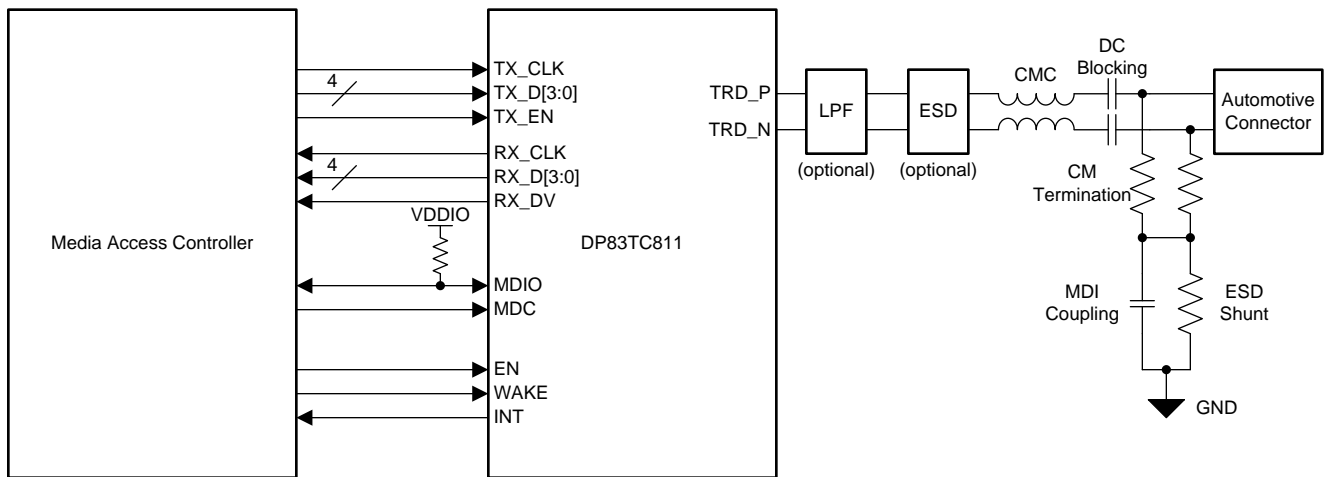 Media Access Controller
4
4
VDDIO
TX_CLK
TX_D[3:0]
TX_EN
RX_CLK
RX_D[3:0]
RX_DV
MDIO
MDC
EN
WAKE
INT
DP83TC811
TRD_P
TRD_N
LPF
(optional)
ESD
(optional)
CMC
DC
Blocking
Automotive
Connector
CM
Termination
MDI
Coupling
ESD
Shunt
GND